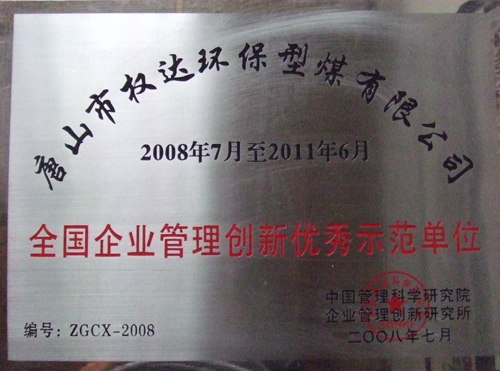 唐山市权达环保型煤有限公司
2008年7月至2011年6月
全国企业管理创新优秀示范单位
中国管理科学研究院
企业管理创新研究所
编号：ZGCX-2008
二〇〇八年七月